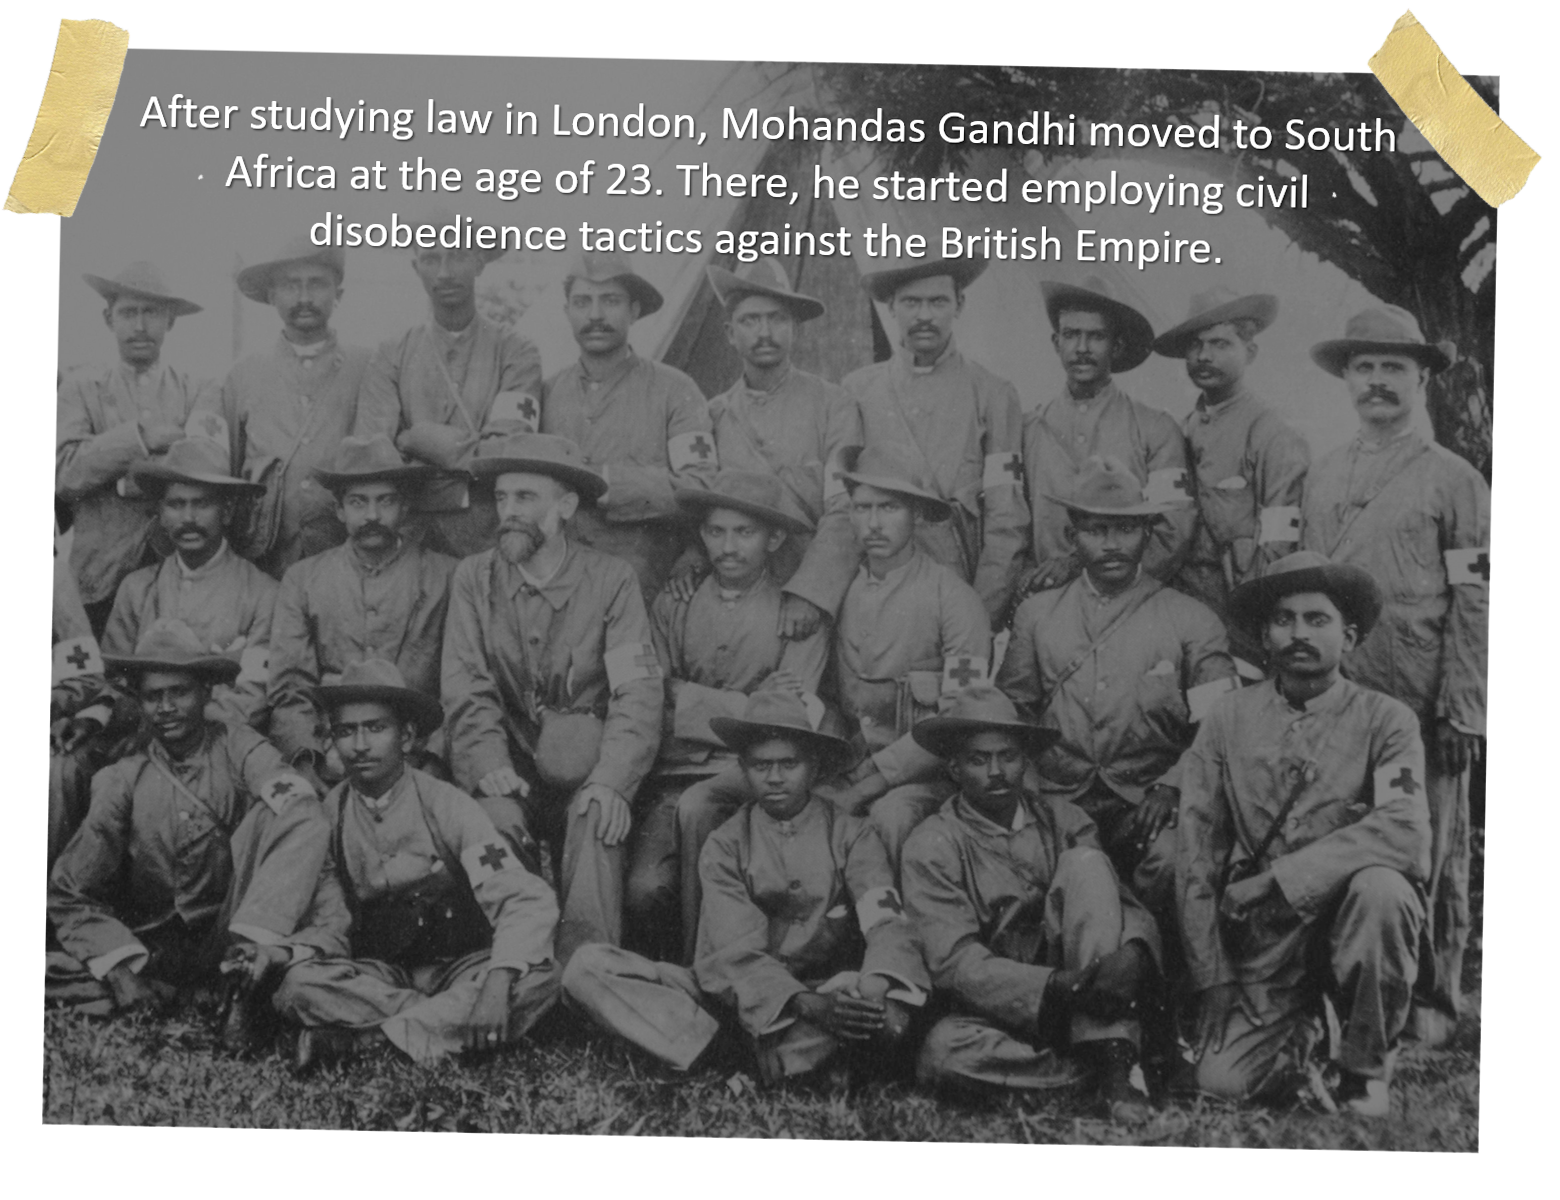 After studying law in London, Mohandas Gandhi moved to South
Africa at the age of 23. There, he started employing civil
disobedience tactics against the British Empire.